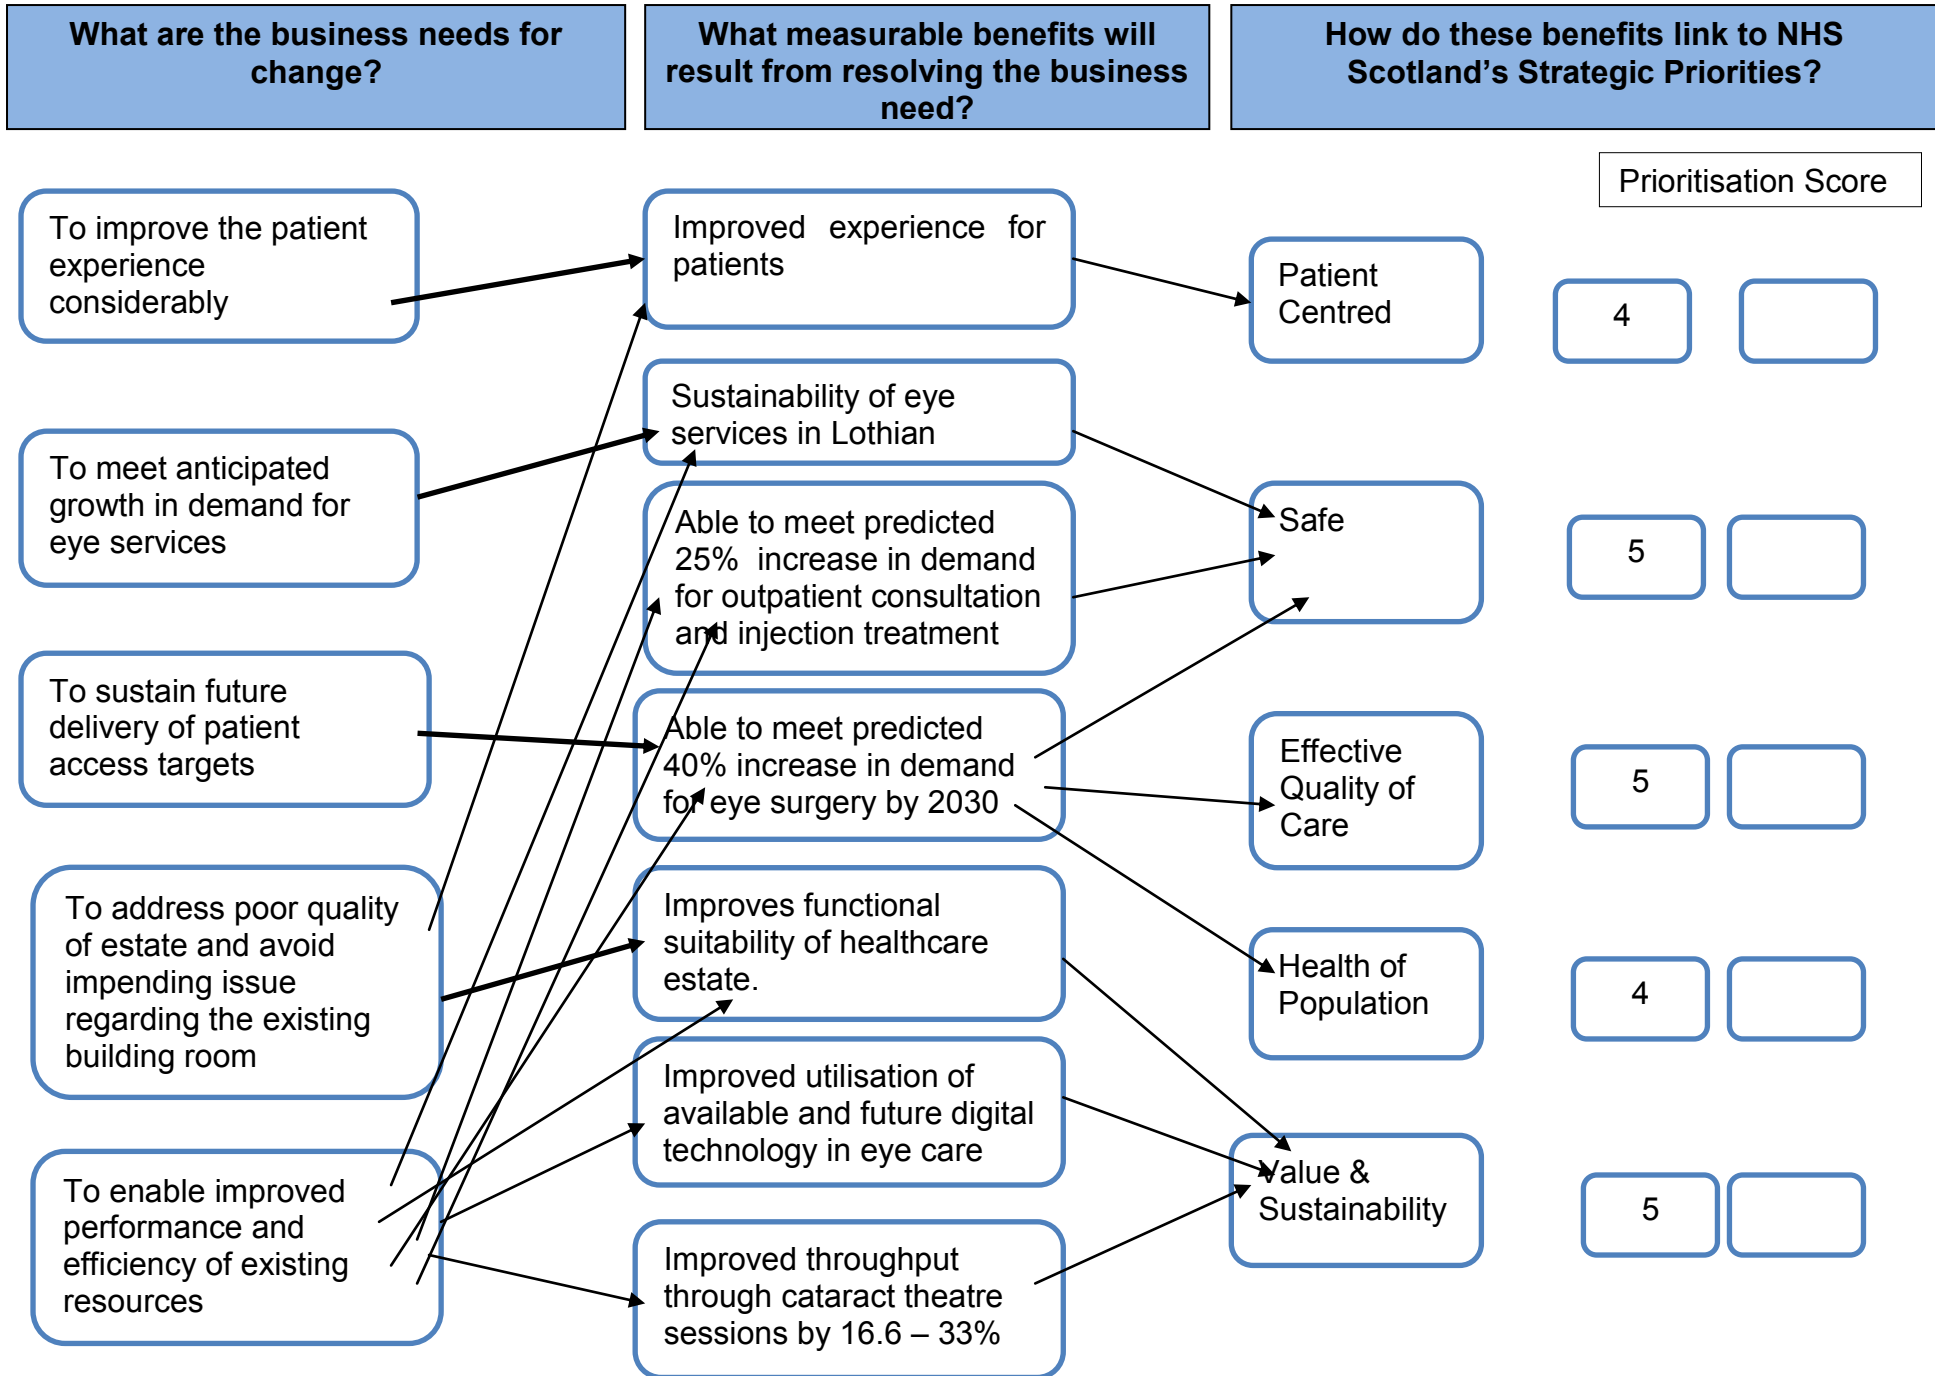 What are the business needs for
change?
What measurable benefits will
result from resolving the business
need?
How do these benefits link to NHS
Scotland’s Strategic Priorities?
Prioritisation Score
To improve the patient
experience
considerably
To meet anticipated
growth in demand for
eye services
To sustain future
delivery of patient
access targets
To address poor quality
of estate and avoid
impending issue
regarding the existing
building room
To enable improved
performance and
efficiency of existing
resources
Improved experience for
patients
Sustainability of eye
services in Lothian
Able to meet predicted
25% increase in demand
for outpatient consultation
and injection treatment
Able to meet predicted
40% increase in demand
for eye surgery by 2030
Improves functional
suitability of healthcare
estate.
Improved utilisation of
available and future digital
technology in eye care
Improved throughput
through cataract theatre
sessions by 16.6 – 33%
Patient
Centred
4
Safe
5
Effective
Quality of
Care
5
Health of
Population
4
Value &
Sustainability
5